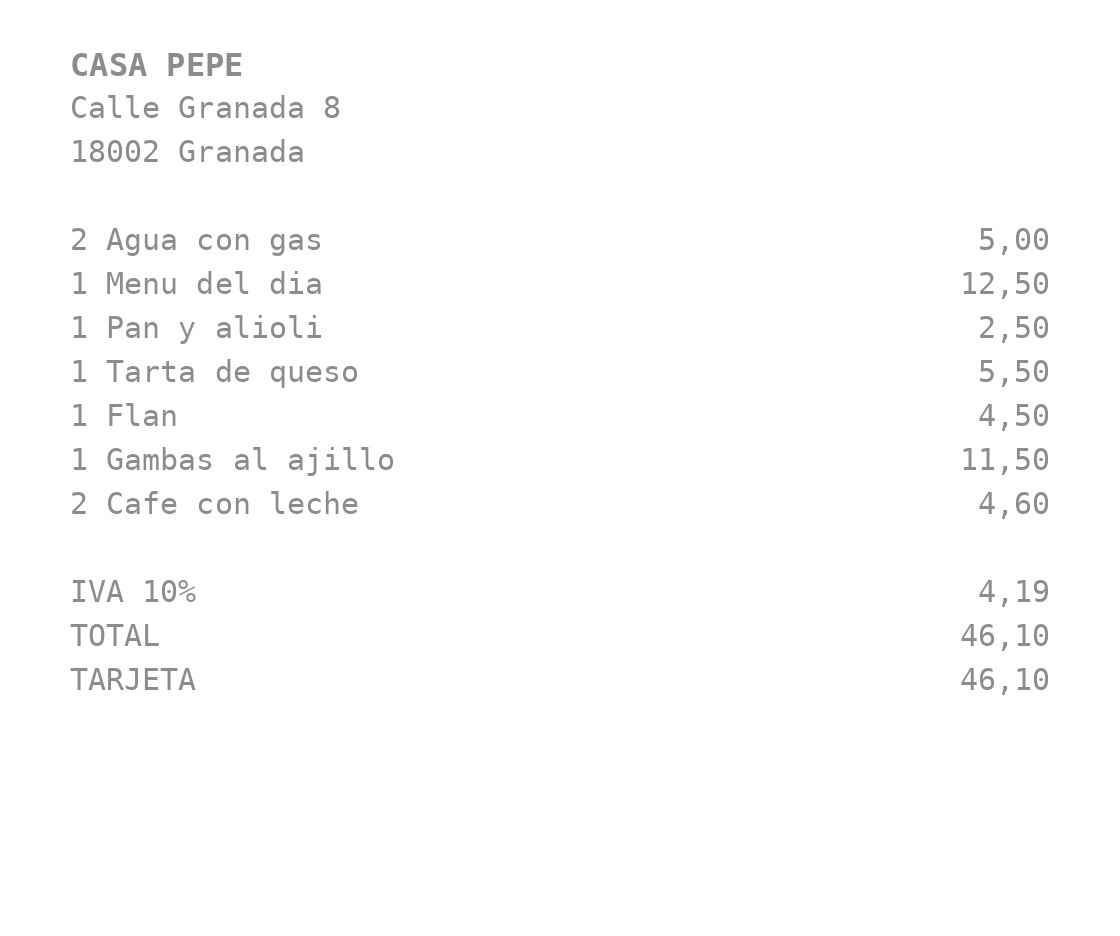 CASA PEPE
Calle Granada 8
18002 Granada
2 Agua con gas 5,00
1 Menu del dia 12,50
1 Pan y alioli 2,50
1 Tarta de queso 5,50
1 Flan 4,50
1 Gambas al ajillo 11,50
2 Cafe con leche 4,60
IVA 10% 4,19
TOTAL 46,10
TARJETA 46,10